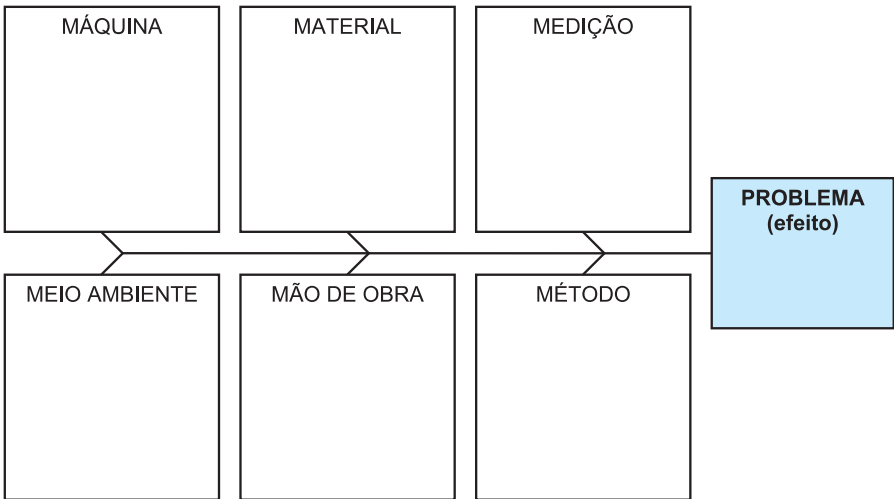 MÁQUINA
MATERIAL
MEDIÇÃO
PROBLEMA
(efeito)
MEIO AMBIENTE
MÃO DE OBRA
MÉTODO